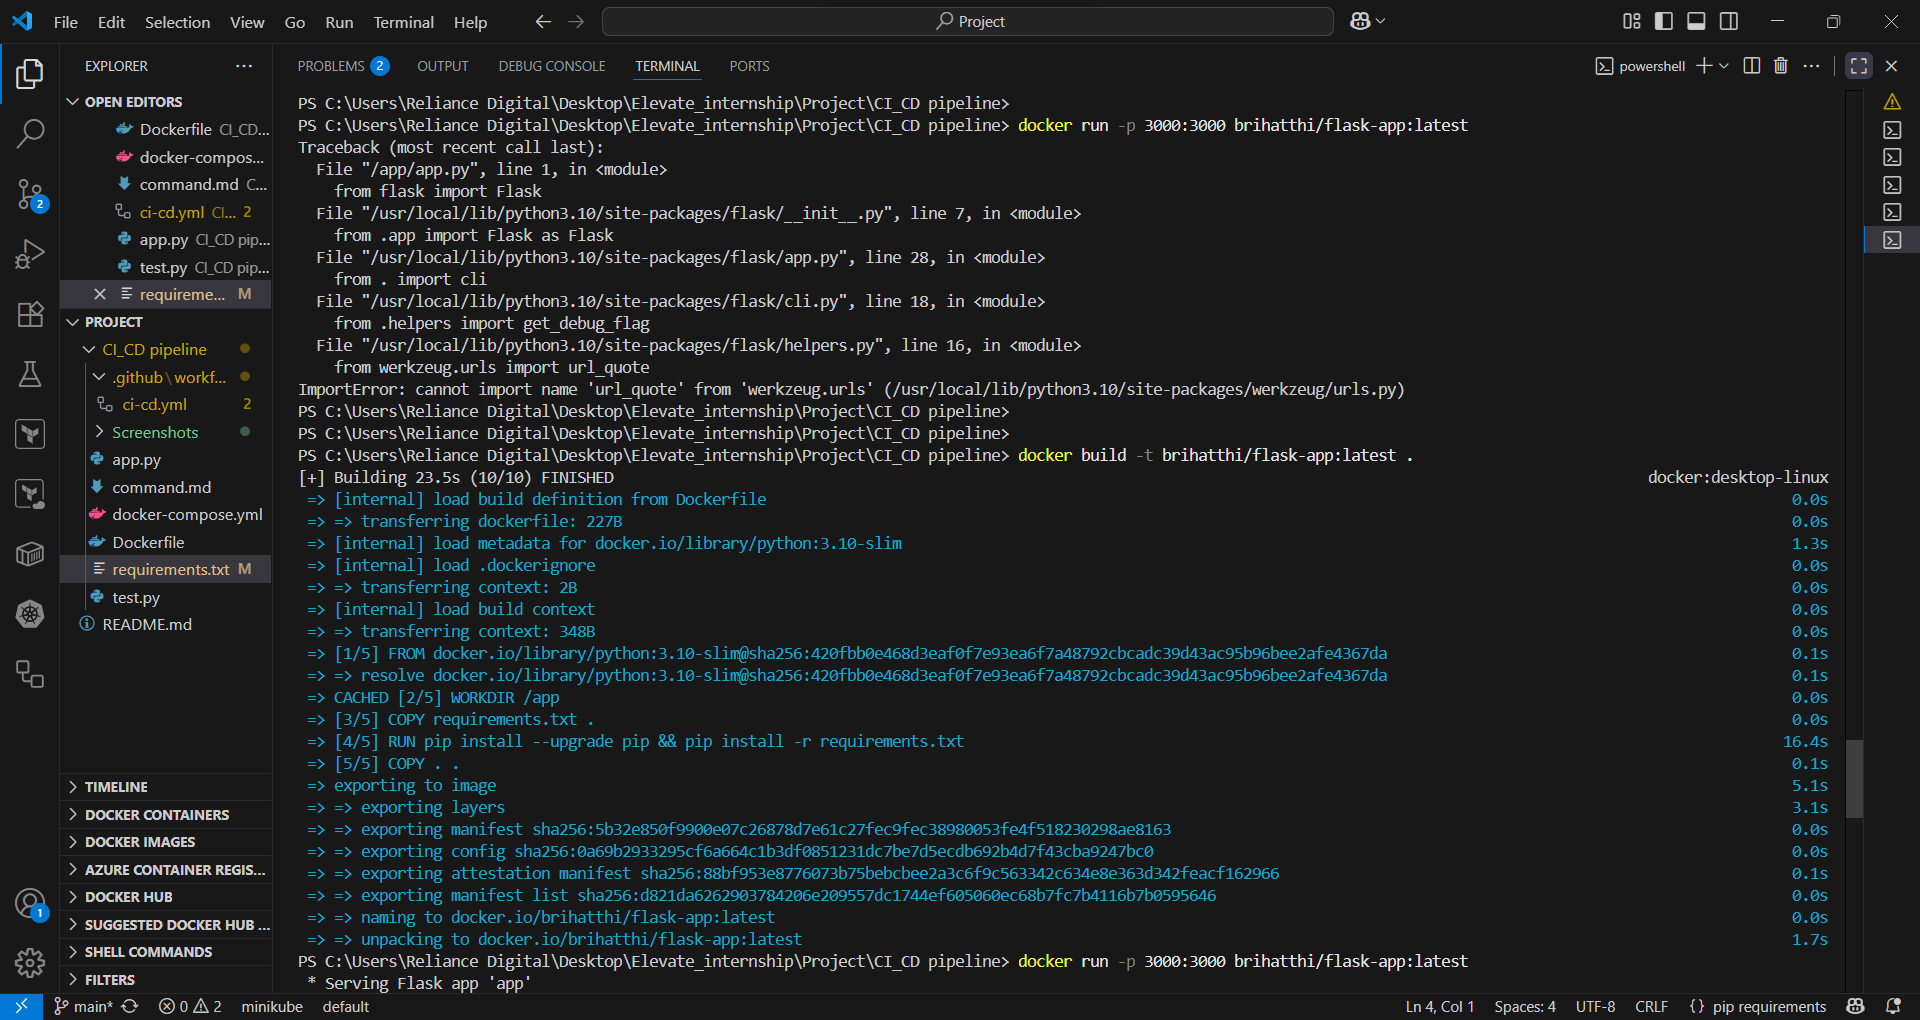 File Edit Selection View Go Run Terminal Help
Project
EXPLORER
OPEN EDITORS
Dockerfile CI_CD...
docker-compos...
command.md C...
ci-cd.yml CI... 2
app.py CI_CD pip...
test.py CI_CD pip...
requireme... M
PROJECT
CI_CD pipeline
.github\workf...
ci-cd.yml 2
Screenshots
app.py
command.md
docker-compose.yml
Dockerfile
requirements.txt M
test.py
README.md
TIMELINE
DOCKER CONTAINERS
DOCKER IMAGES
AZURE CONTAINER REGIS...
DOCKER HUB
SUGGESTED DOCKER HUB ...
SHELL COMMANDS
FILTERS
2
1
PROBLEMS 2 OUTPUT DEBUG CONSOLE TERMINAL PORTS
powershell
PS C:\Users\Reliance Digital\Desktop\Elevate_internship\Project\CI_CD pipeline>
PS C:\Users\Reliance Digital\Desktop\Elevate_internship\Project\CI_CD pipeline> docker run -p 3000:3000 brihatthi/flask-app:latest
Traceback (most recent call last):
File "/app/app.py", line 1, in <module>
from flask import Flask
File "/usr/local/lib/python3.10/site-packages/flask/__init__.py", line 7, in <module>
from .app import Flask as Flask
File "/usr/local/lib/python3.10/site-packages/flask/app.py", line 28, in <module>
from . import cli
File "/usr/local/lib/python3.10/site-packages/flask/cli.py", line 18, in <module>
from .helpers import get_debug_flag
File "/usr/local/lib/python3.10/site-packages/flask/helpers.py", line 16, in <module>
from werkzeug.urls import url_quote
ImportError: cannot import name 'url_quote' from 'werkzeug.urls' (/usr/local/lib/python3.10/site-packages/werkzeug/urls.py)
PS C:\Users\Reliance Digital\Desktop\Elevate_internship\Project\CI_CD pipeline>
PS C:\Users\Reliance Digital\Desktop\Elevate_internship\Project\CI_CD pipeline>
PS C:\Users\Reliance Digital\Desktop\Elevate_internship\Project\CI_CD pipeline> docker build -t brihatthi/flask-app:latest .
[+] Building 23.5s (10/10) FINISHED docker:desktop-linux
=> [internal] load build definition from Dockerfile 0.0s
=> => transferring dockerfile: 227B 0.0s
=> [internal] load metadata for docker.io/library/python:3.10-slim 1.3s
=> [internal] load .dockerignore 0.0s
=> => transferring context: 2B 0.0s
=> [internal] load build context 0.0s
=> => transferring context: 348B 0.0s
=> [1/5] FROM docker.io/library/python:3.10-slim@sha256:420fbb0e468d3eaf0f7e93ea6f7a48792cbcadc39d43ac95b96bee2afe4367da 0.1s
=> => resolve docker.io/library/python:3.10-slim@sha256:420fbb0e468d3eaf0f7e93ea6f7a48792cbcadc39d43ac95b96bee2afe4367da 0.1s
=> CACHED [2/5] WORKDIR /app 0.0s
=> [3/5] COPY requirements.txt . 0.0s
=> [4/5] RUN pip install --upgrade pip && pip install -r requirements.txt 16.4s
=> [5/5] COPY . . 0.1s
=> exporting to image 5.1s
=> => exporting layers 3.1s
=> => exporting manifest sha256:5b32e850f9900e07c26878d7e61c27fec9fec38980053fe4f518230298ae8163 0.0s
=> => exporting config sha256:0a69b2933295cf6a664c1b3df0851231dc7be7d5ecdb692b4d7f43cba9247bc0 0.0s
=> => exporting attestation manifest sha256:88bf953e8776073b75bebcbee2a3c6f9c563342c634e8e363d342feacf162966 0.1s
=> => exporting manifest list sha256:d821da6262903784206e209557dc1744ef605060ec68b7fc7b4116b7b0595646 0.0s
=> => naming to docker.io/brihatthi/flask-app:latest 0.0s
=> => unpacking to docker.io/brihatthi/flask-app:latest 1.7s
PS C:\Users\Reliance Digital\Desktop\Elevate_internship\Project\CI_CD pipeline> docker run -p 3000:3000 brihatthi/flask-app:latest
* Serving Flask app 'app'
main* 0 2 minikube default Ln 4, Col 1 Spaces: 4 UTF-8 CRLF {} pip requirements